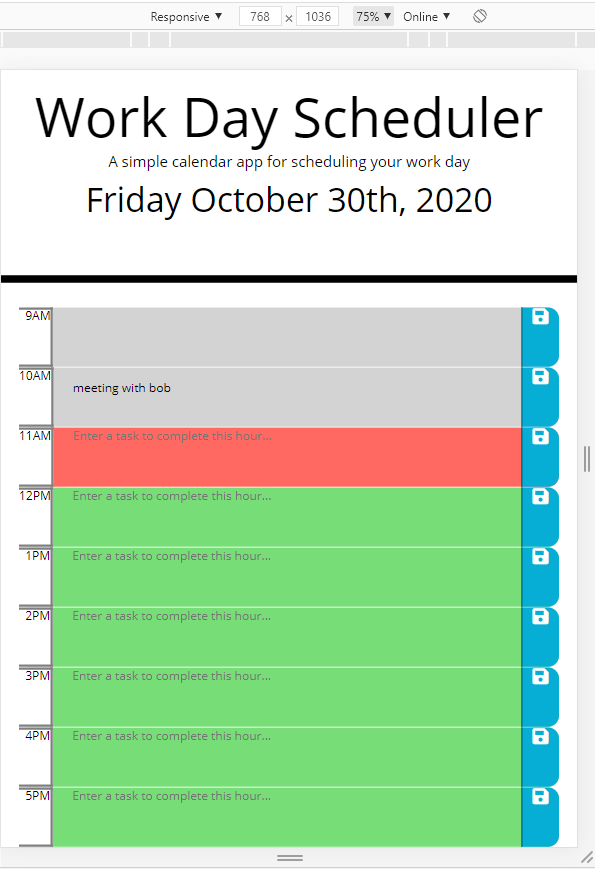 Responsive ▼ 768 × 1036 75% ▼ Online ▼
Work Day Scheduler
A simple calendar app for scheduling your work day
Friday October 30th, 2020
9AM
10AM meeting with bob
11AM Enter a task to complete this hour...
12PM Enter a task to complete this hour...
1PM Enter a task to complete this hour...
2PM Enter a task to complete this hour...
3PM Enter a task to complete this hour...
4PM Enter a task to complete this hour...
5PM Enter a task to complete this hour...